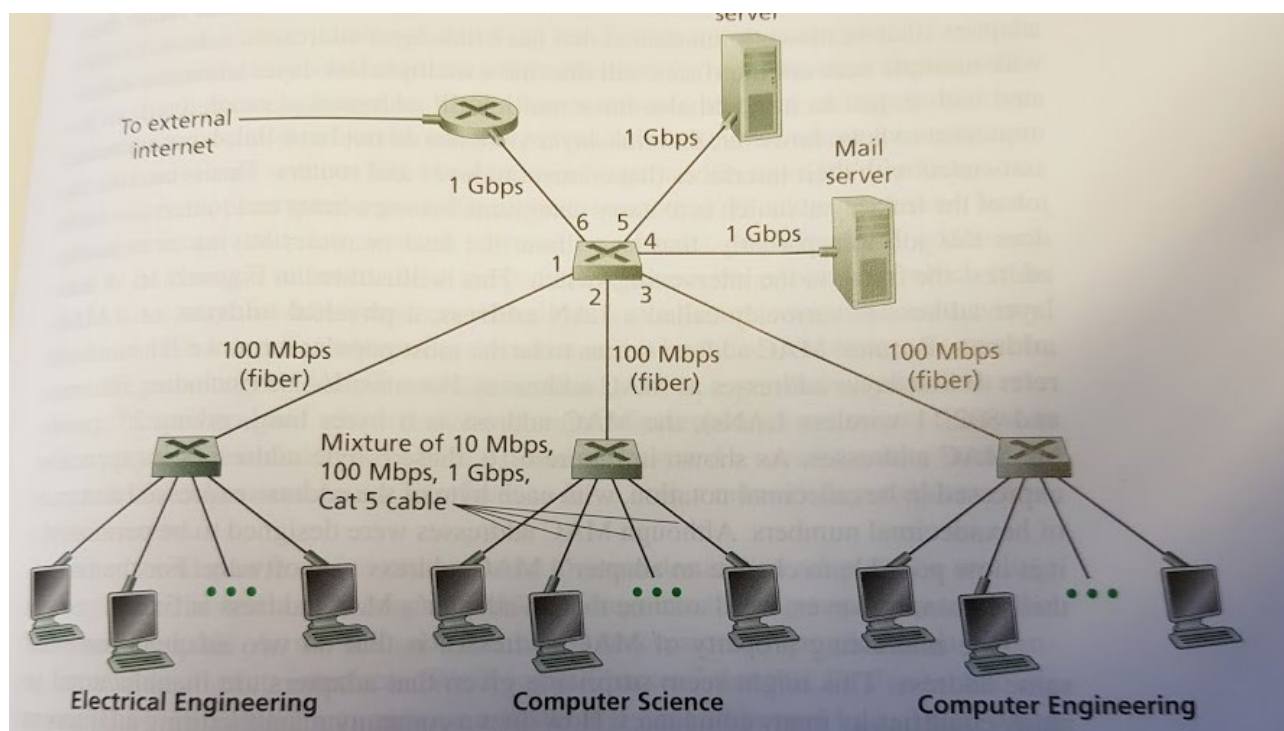 server
To external
internet
1 Gbps
Mail
server
1 Gbps
1 Gbps
6
5
4
1
2
3
100 Mbps
(fiber)
100 Mbps
(fiber)
100 Mbps
(fiber)
Mixture of 10 Mbps,
100 Mbps, 1 Gbps,
Cat 5 cable
Electrical Engineering
Computer Science
Computer Engineering